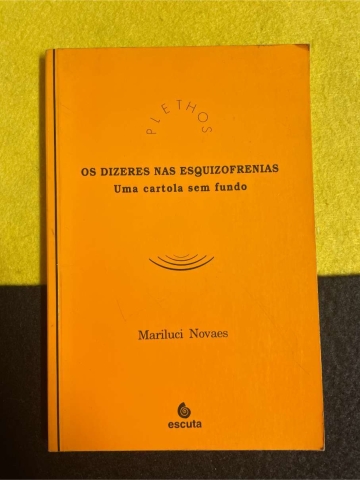 PLETHOS
OS DIZERES NAS ESQUIZOFRENIAS
Uma cartola sem fundo
Mariluci Novaes
escuta